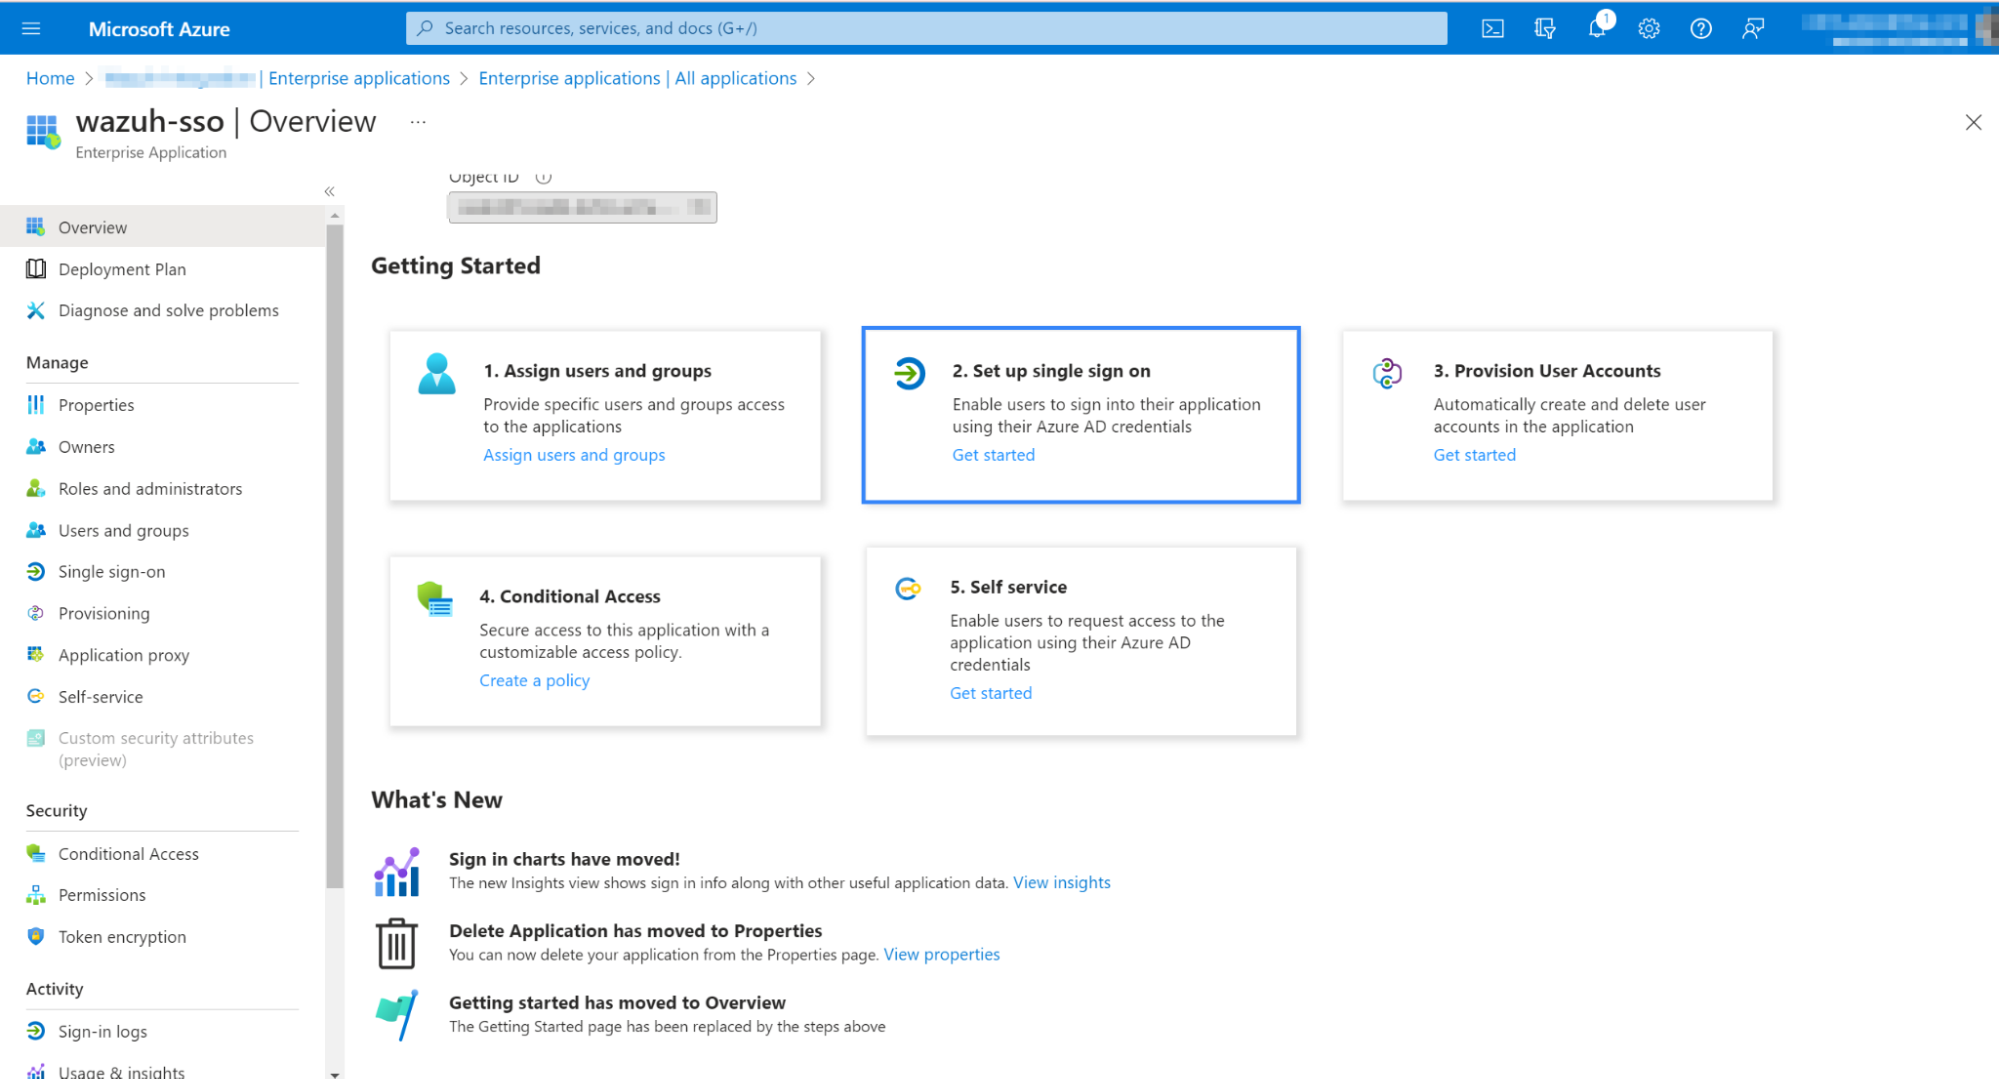 Microsoft Azure
Search resources, services, and docs (G+/)
1
Home > | Enterprise applications > Enterprise applications | All applications >
wazuh-sso | Overview ...
Enterprise Application
«
Object ID
Overview
Deployment Plan
Diagnose and solve problems
Manage
Properties
Owners
Roles and administrators
Users and groups
Single sign-on
Provisioning
Application proxy
Self-service
Custom security attributes
(preview)
Security
Conditional Access
Permissions
Token encryption
Activity
Sign-in logs
Usage & insights
Getting Started
1. Assign users and groups
Provide specific users and groups access
to the applications
Assign users and groups
2. Set up single sign on
Enable users to sign into their application
using their Azure AD credentials
Get started
3. Provision User Accounts
Automatically create and delete user
accounts in the application
Get started
4. Conditional Access
Secure access to this application with a
customizable access policy.
Create a policy
5. Self service
Enable users to request access to the
application using their Azure AD
credentials
Get started
What's New
Sign in charts have moved!
The new Insights view shows sign in info along with other useful application data. View insights
Delete Application has moved to Properties
You can now delete your application from the Properties page. View properties
Getting started has moved to Overview
The Getting Started page has been replaced by the steps above